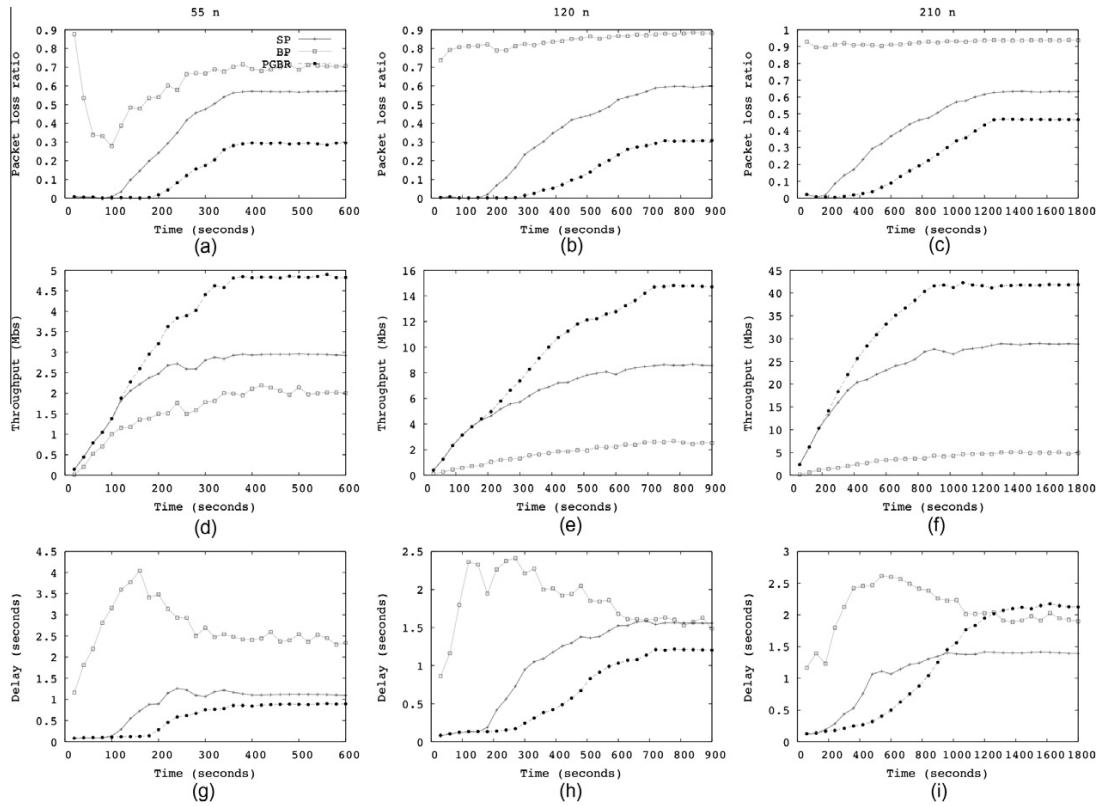 55 n
120 n
210 n
SP
BP
PGBR
Packet loss ratio
0.9
0.8
0.7
0.6
0.5
0.4
0.3
0.2
0.1
0
0 100 200 300 400 500 600
Time (seconds)
(a)
Packet loss ratio
0.9
0.8
0.7
0.6
0.5
0.4
0.3
0.2
0.1
0
0 100 200 300 400 500 600 700 800 900
Time (seconds)
(b)
Packet loss ratio
1
0.9
0.8
0.7
0.6
0.5
0.4
0.3
0.2
0.1
0
0 200 400 600 800 1000 1200 1400 1600 1800
Time (seconds)
(c)
Throughput (Mbs)
5
4.5
4
3.5
3
2.5
2
1.5
1
0.5
0
0 100 200 300 400 500 600
Time (seconds)
(d)
Throughput (Mbs)
16
14
12
10
8
6
4
2
0
0 100 200 300 400 500 600 700 800 900
Time (seconds)
(e)
Throughput (Mbs)
45
40
35
30
25
20
15
10
5
0
0 200 400 600 800 1000 1200 1400 1600 1800
Time (seconds)
(f)
Delay (seconds)
4.5
4
3.5
3
2.5
2
1.5
1
0.5
0
0 100 200 300 400 500 600
Time (seconds)
(g)
Delay (seconds)
2.5
2
1.5
1
0.5
0
0 100 200 300 400 500 600 700 800 900
Time (seconds)
(h)
Delay (seconds)
3
2.5
2
1.5
1
0.5
0
0 200 400 600 800 1000 1200 1400 1600 1800
Time (seconds)
(i)